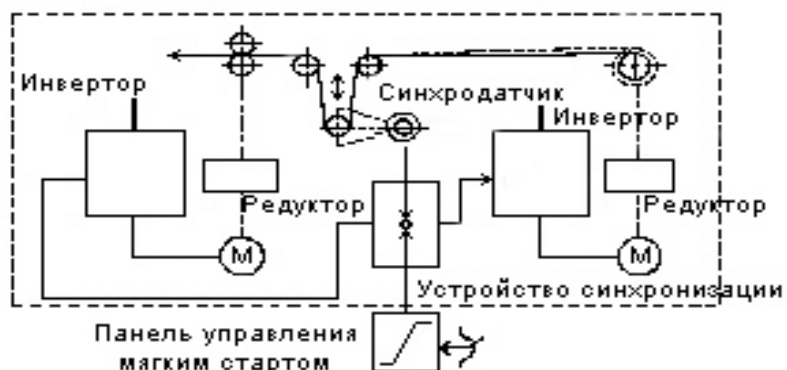 Инвертор
Синхродатчик
Инвертор
Редуктор
Редуктор
М
М
Устройство синхронизации
Панель управления
мягким стартом